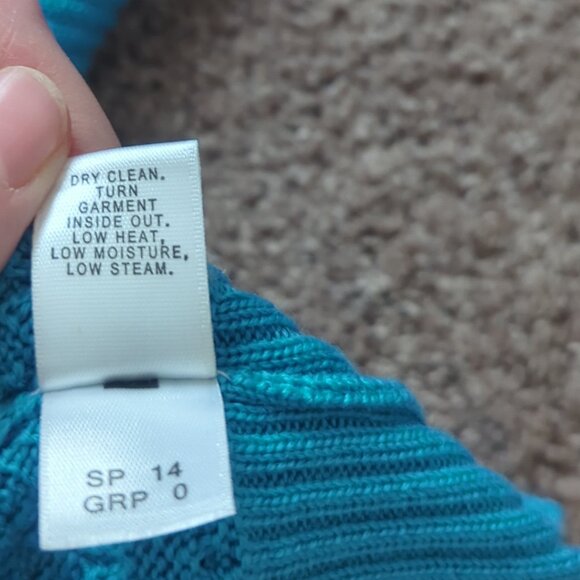 DRY CLEAN.
TURN
GARMENT
INSIDE OUT.
LOW HEAT,
LOW MOISTURE,
LOW STEAM.
SP 14
GRP 0